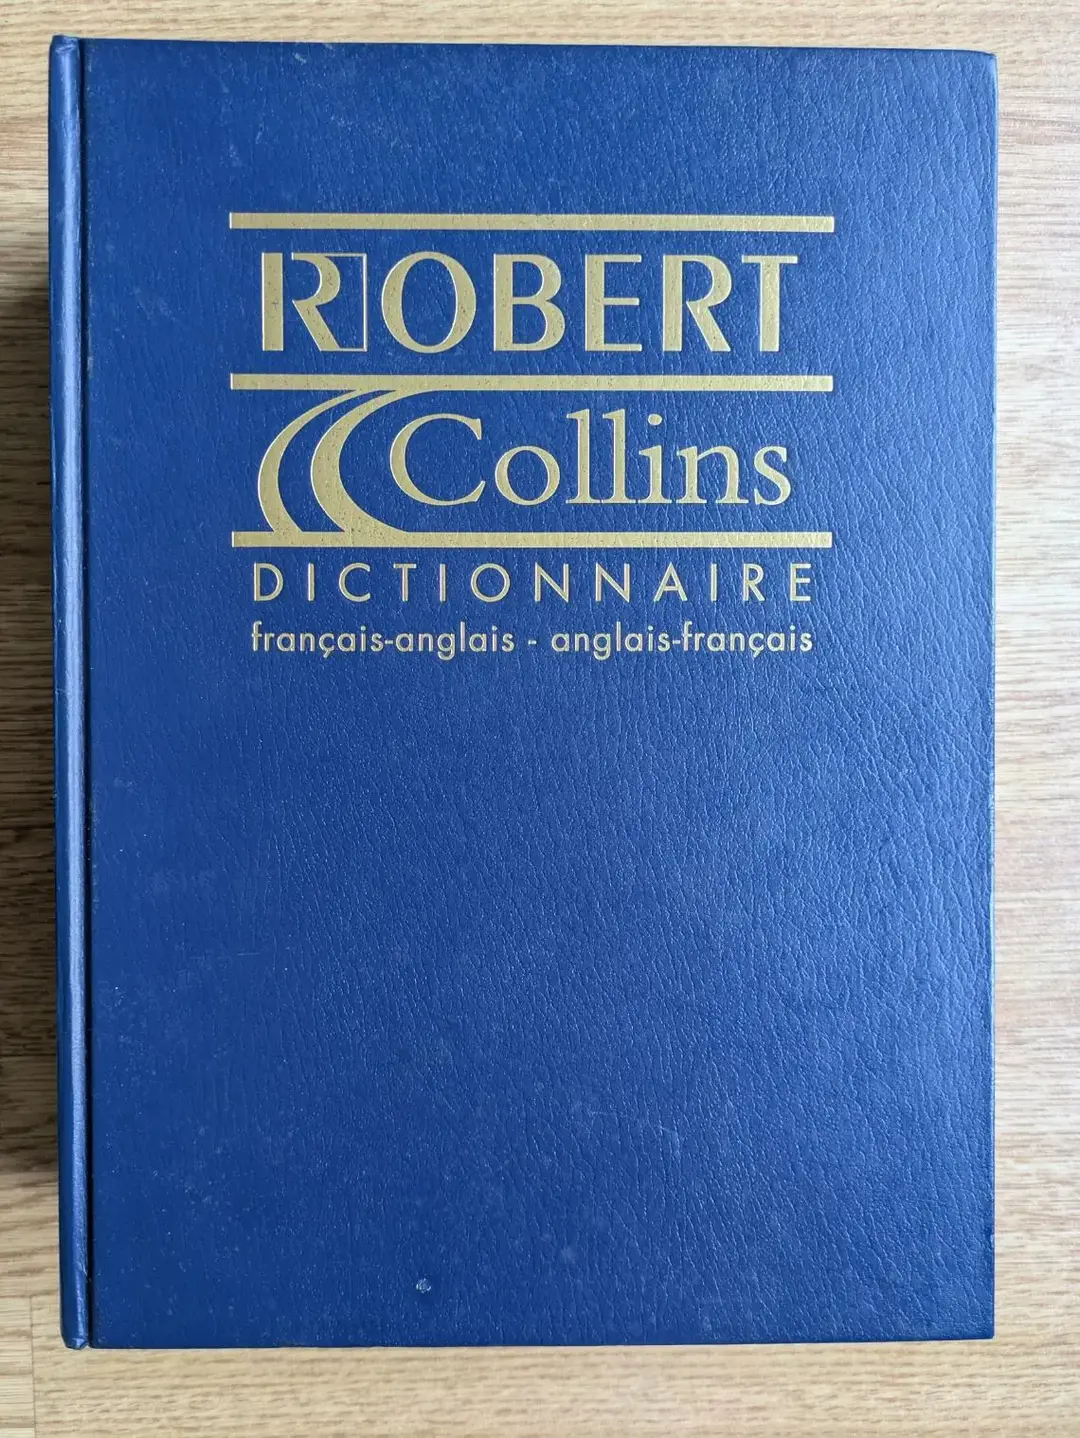 ROBERT
Collins
DICTIONNAIRE
français-anglais - anglais-français